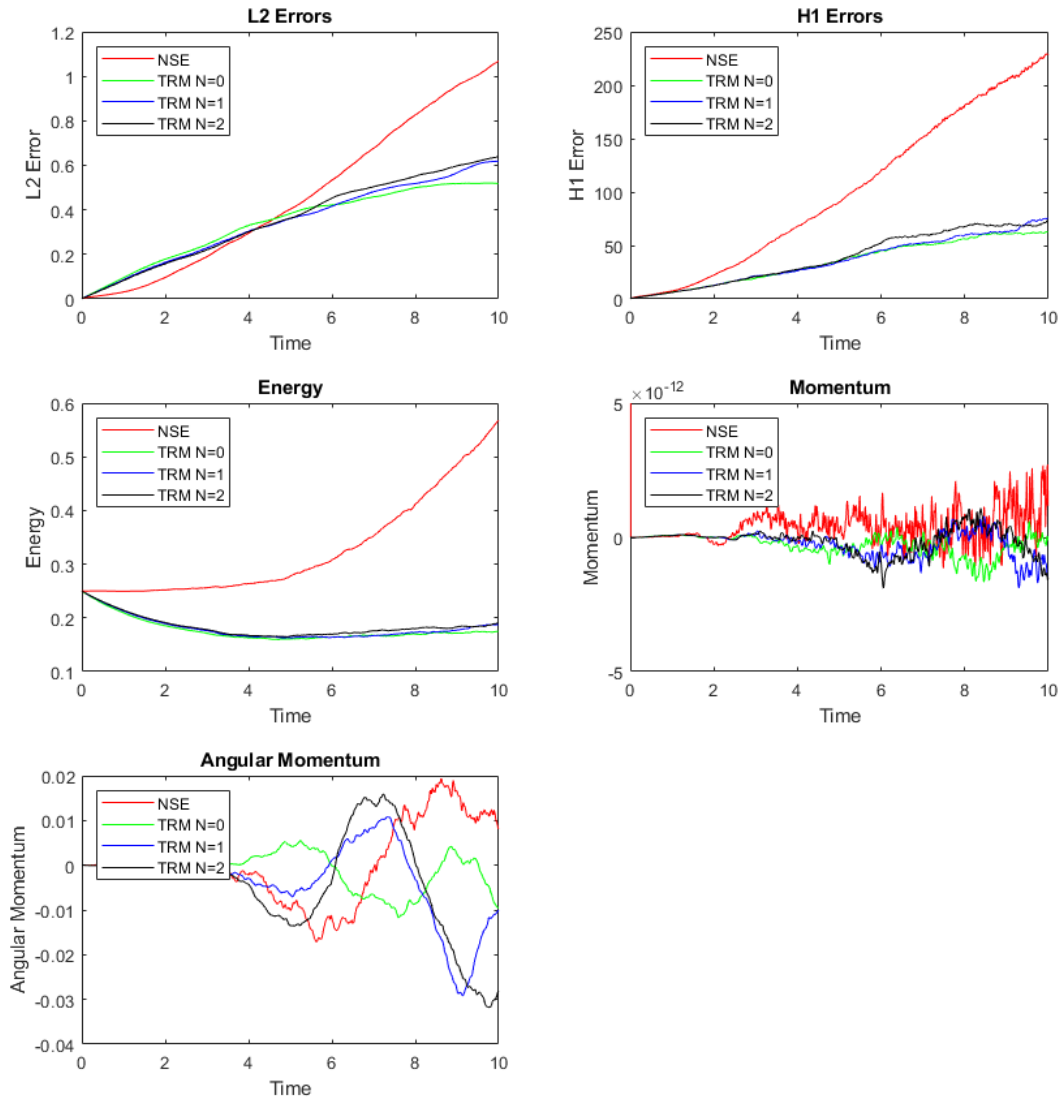 L2 Errors
1.2
1
0.8
0.6
0.4
0.2
0
L2 Error
NSE
TRM N=0
TRM N=1
TRM N=2
0 2 4 6 8 10
Time
H1 Errors
250
200
150
100
50
0
H1 Error
NSE
TRM N=0
TRM N=1
TRM N=2
0 2 4 6 8 10
Time
Energy
0.6
0.5
0.4
0.3
0.2
0.1
Energy
NSE
TRM N=0
TRM N=1
TRM N=2
0 2 4 6 8 10
Time
Momentum
×10⁻¹²
5
0
-5
Momentum
NSE
TRM N=0
TRM N=1
TRM N=2
0 2 4 6 8 10
Time
Angular Momentum
0.02
0.01
0
-0.01
-0.02
-0.03
-0.04
Angular Momentum
NSE
TRM N=0
TRM N=1
TRM N=2
0 2 4 6 8 10
Time